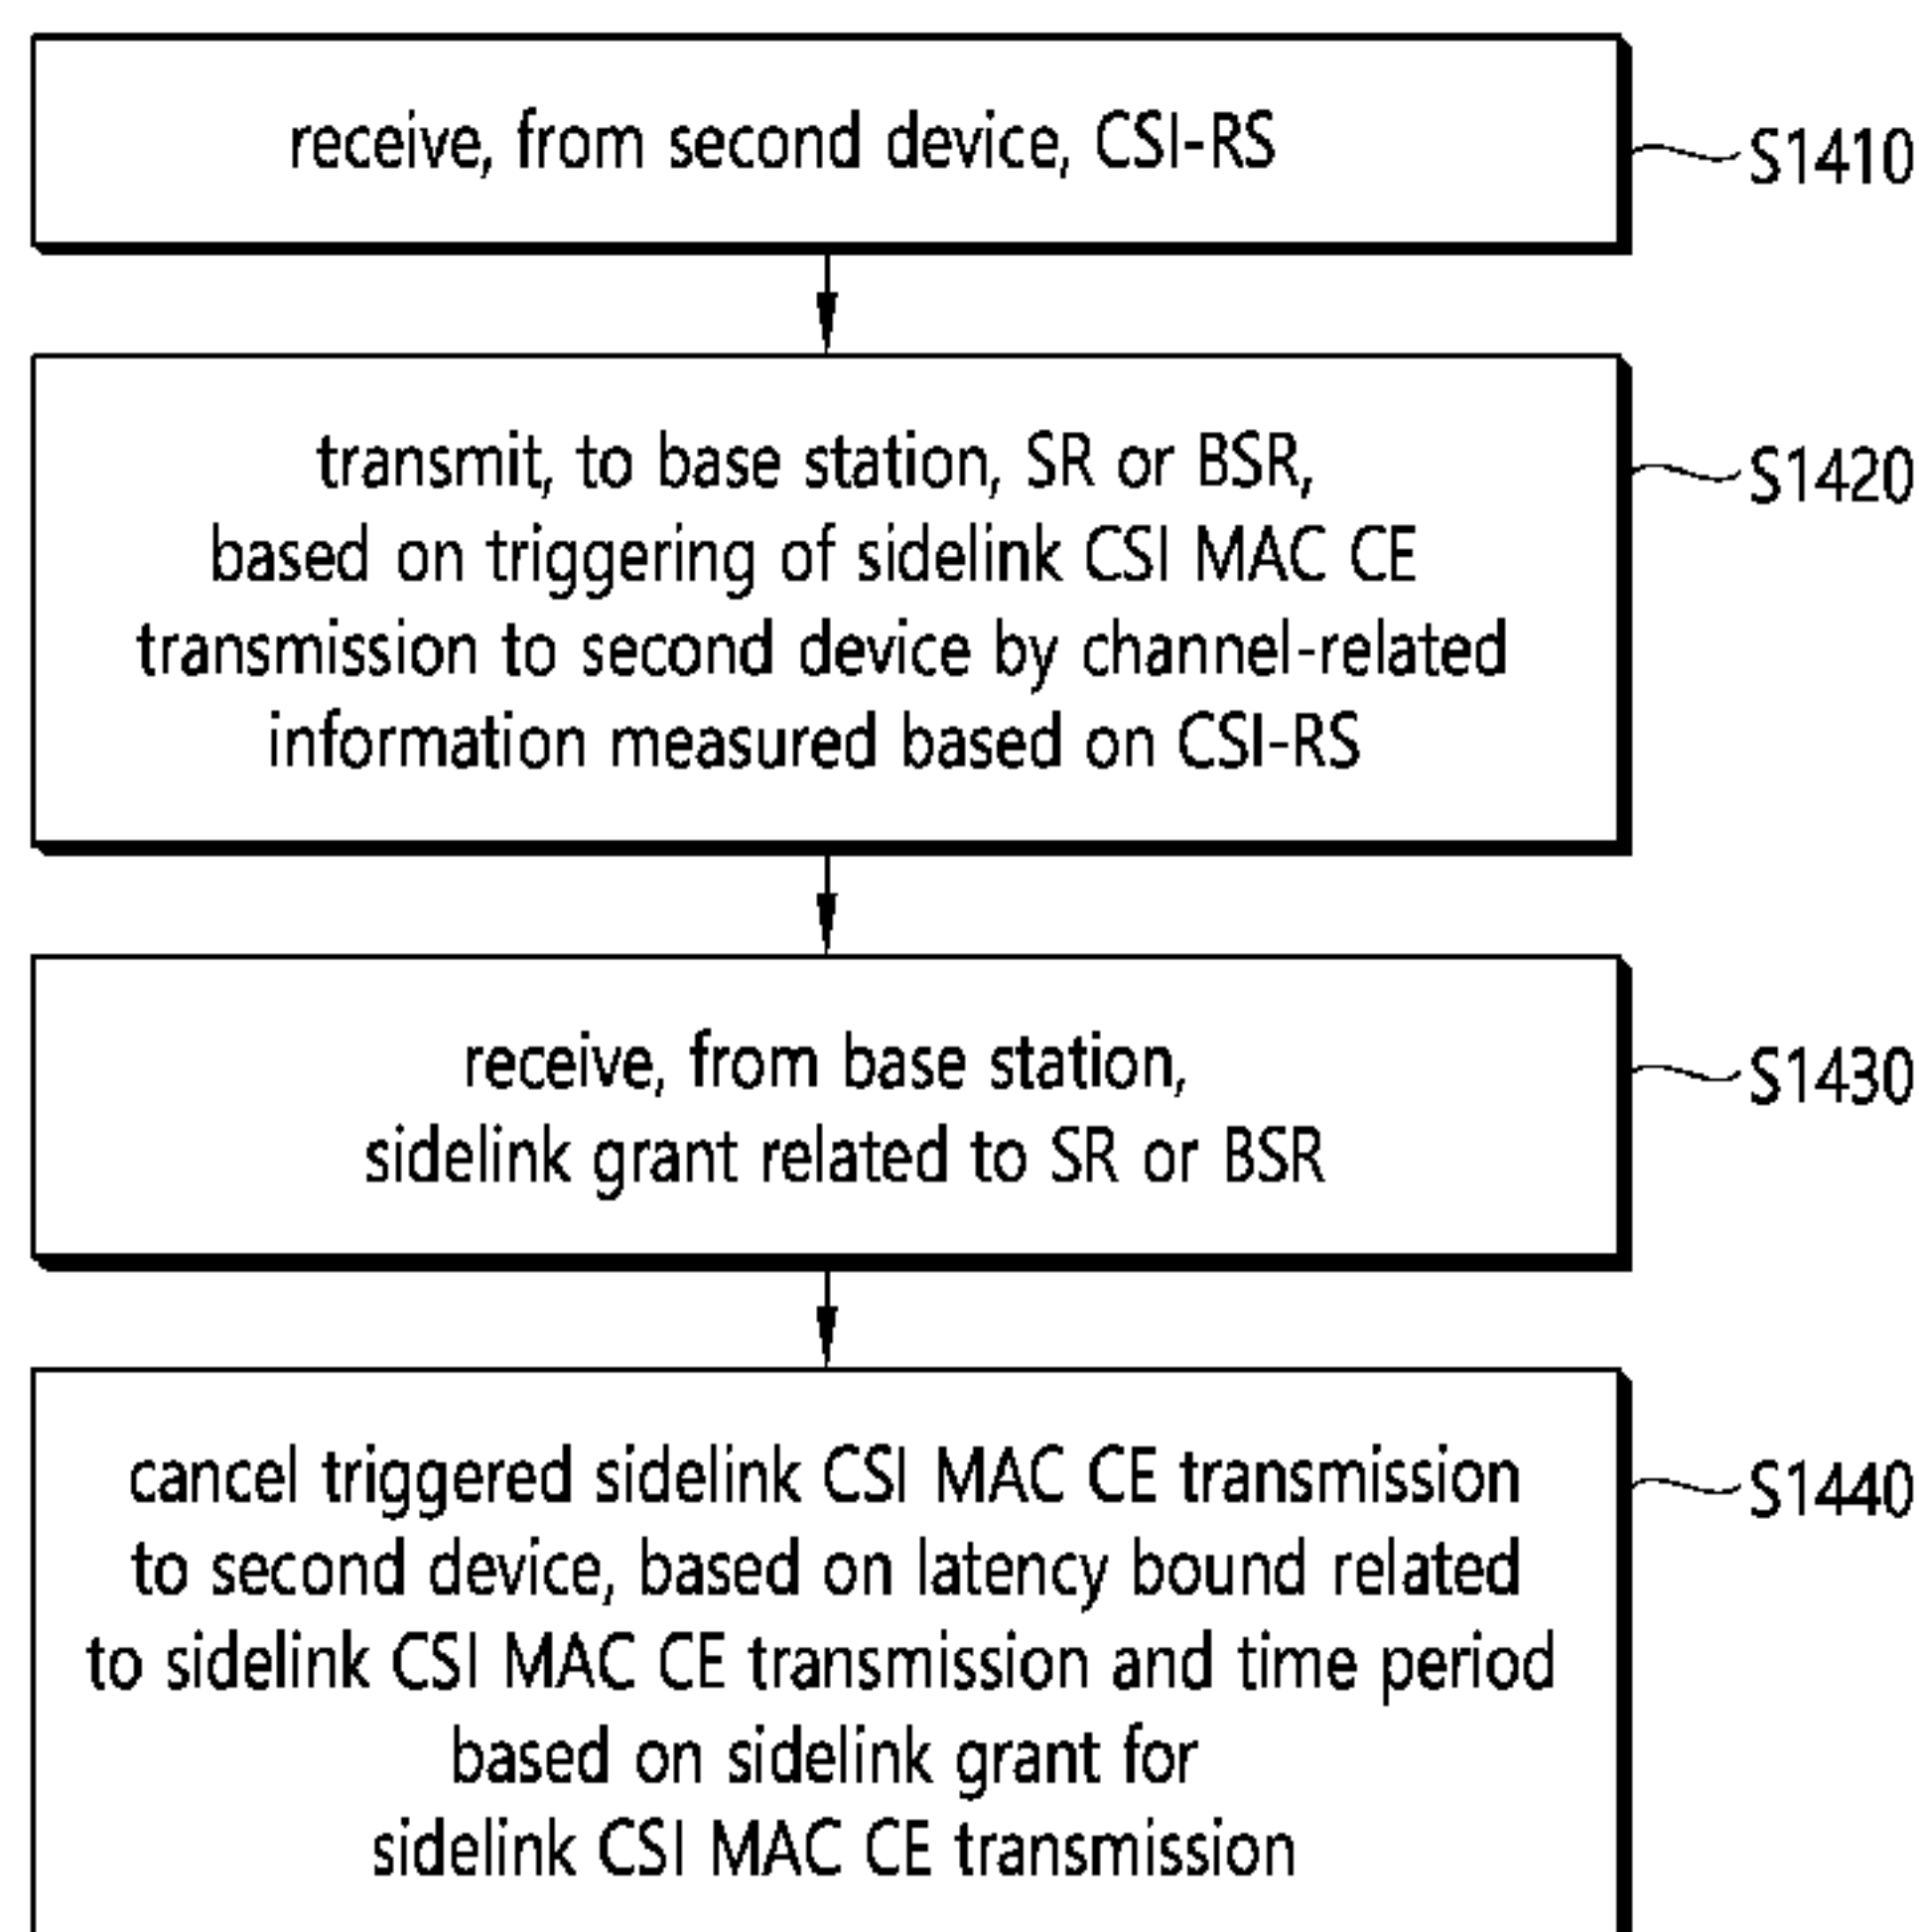 receive, from second device, CSI-RS
S1410
transmit, to base station, SR or BSR,
based on triggering of sidelink CSI MAC CE
transmission to second device by channel-related
information measured based on CSI-RS
S1420
receive, from base station,
sidelink grant related to SR or BSR
S1430
cancel triggered sidelink CSI MAC CE transmission
to second device, based on latency bound related
to sidelink CSI MAC CE transmission and time period
based on sidelink grant for
sidelink CSI MAC CE transmission
S1440